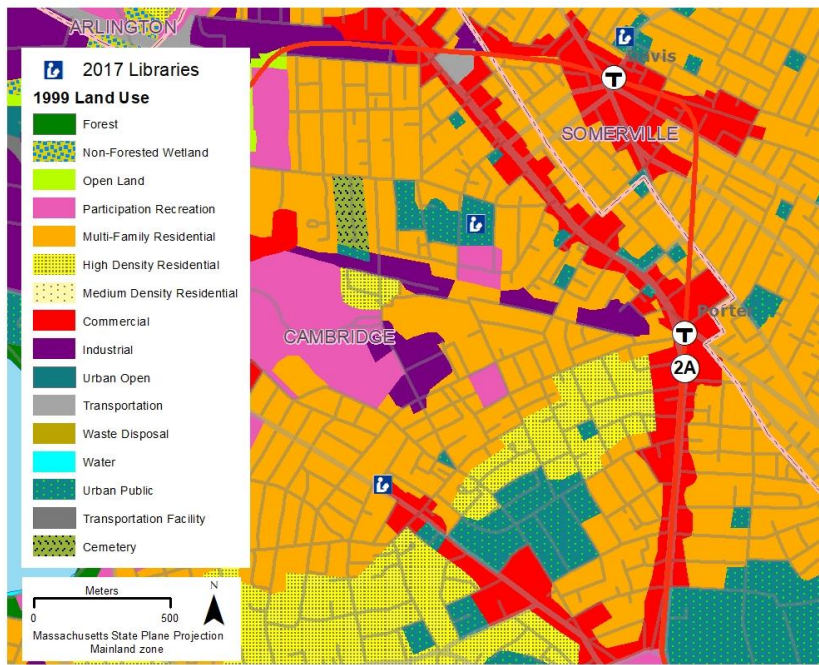 ARLINGTON
2017 Libraries
1999 Land Use
Forest
Non-Forested Wetland
Open Land
Participation Recreation
Multi-Family Residential
High Density Residential
Medium Density Residential
Commercial
Industrial
Urban Open
Transportation
Waste Disposal
Water
Urban Public
Transportation Facility
Cemetery
Meters
0 500
N
Massachusetts State Plane Projection
Mainland zone
T
SOMERVILLE
CAMBRIDGE
T
2A